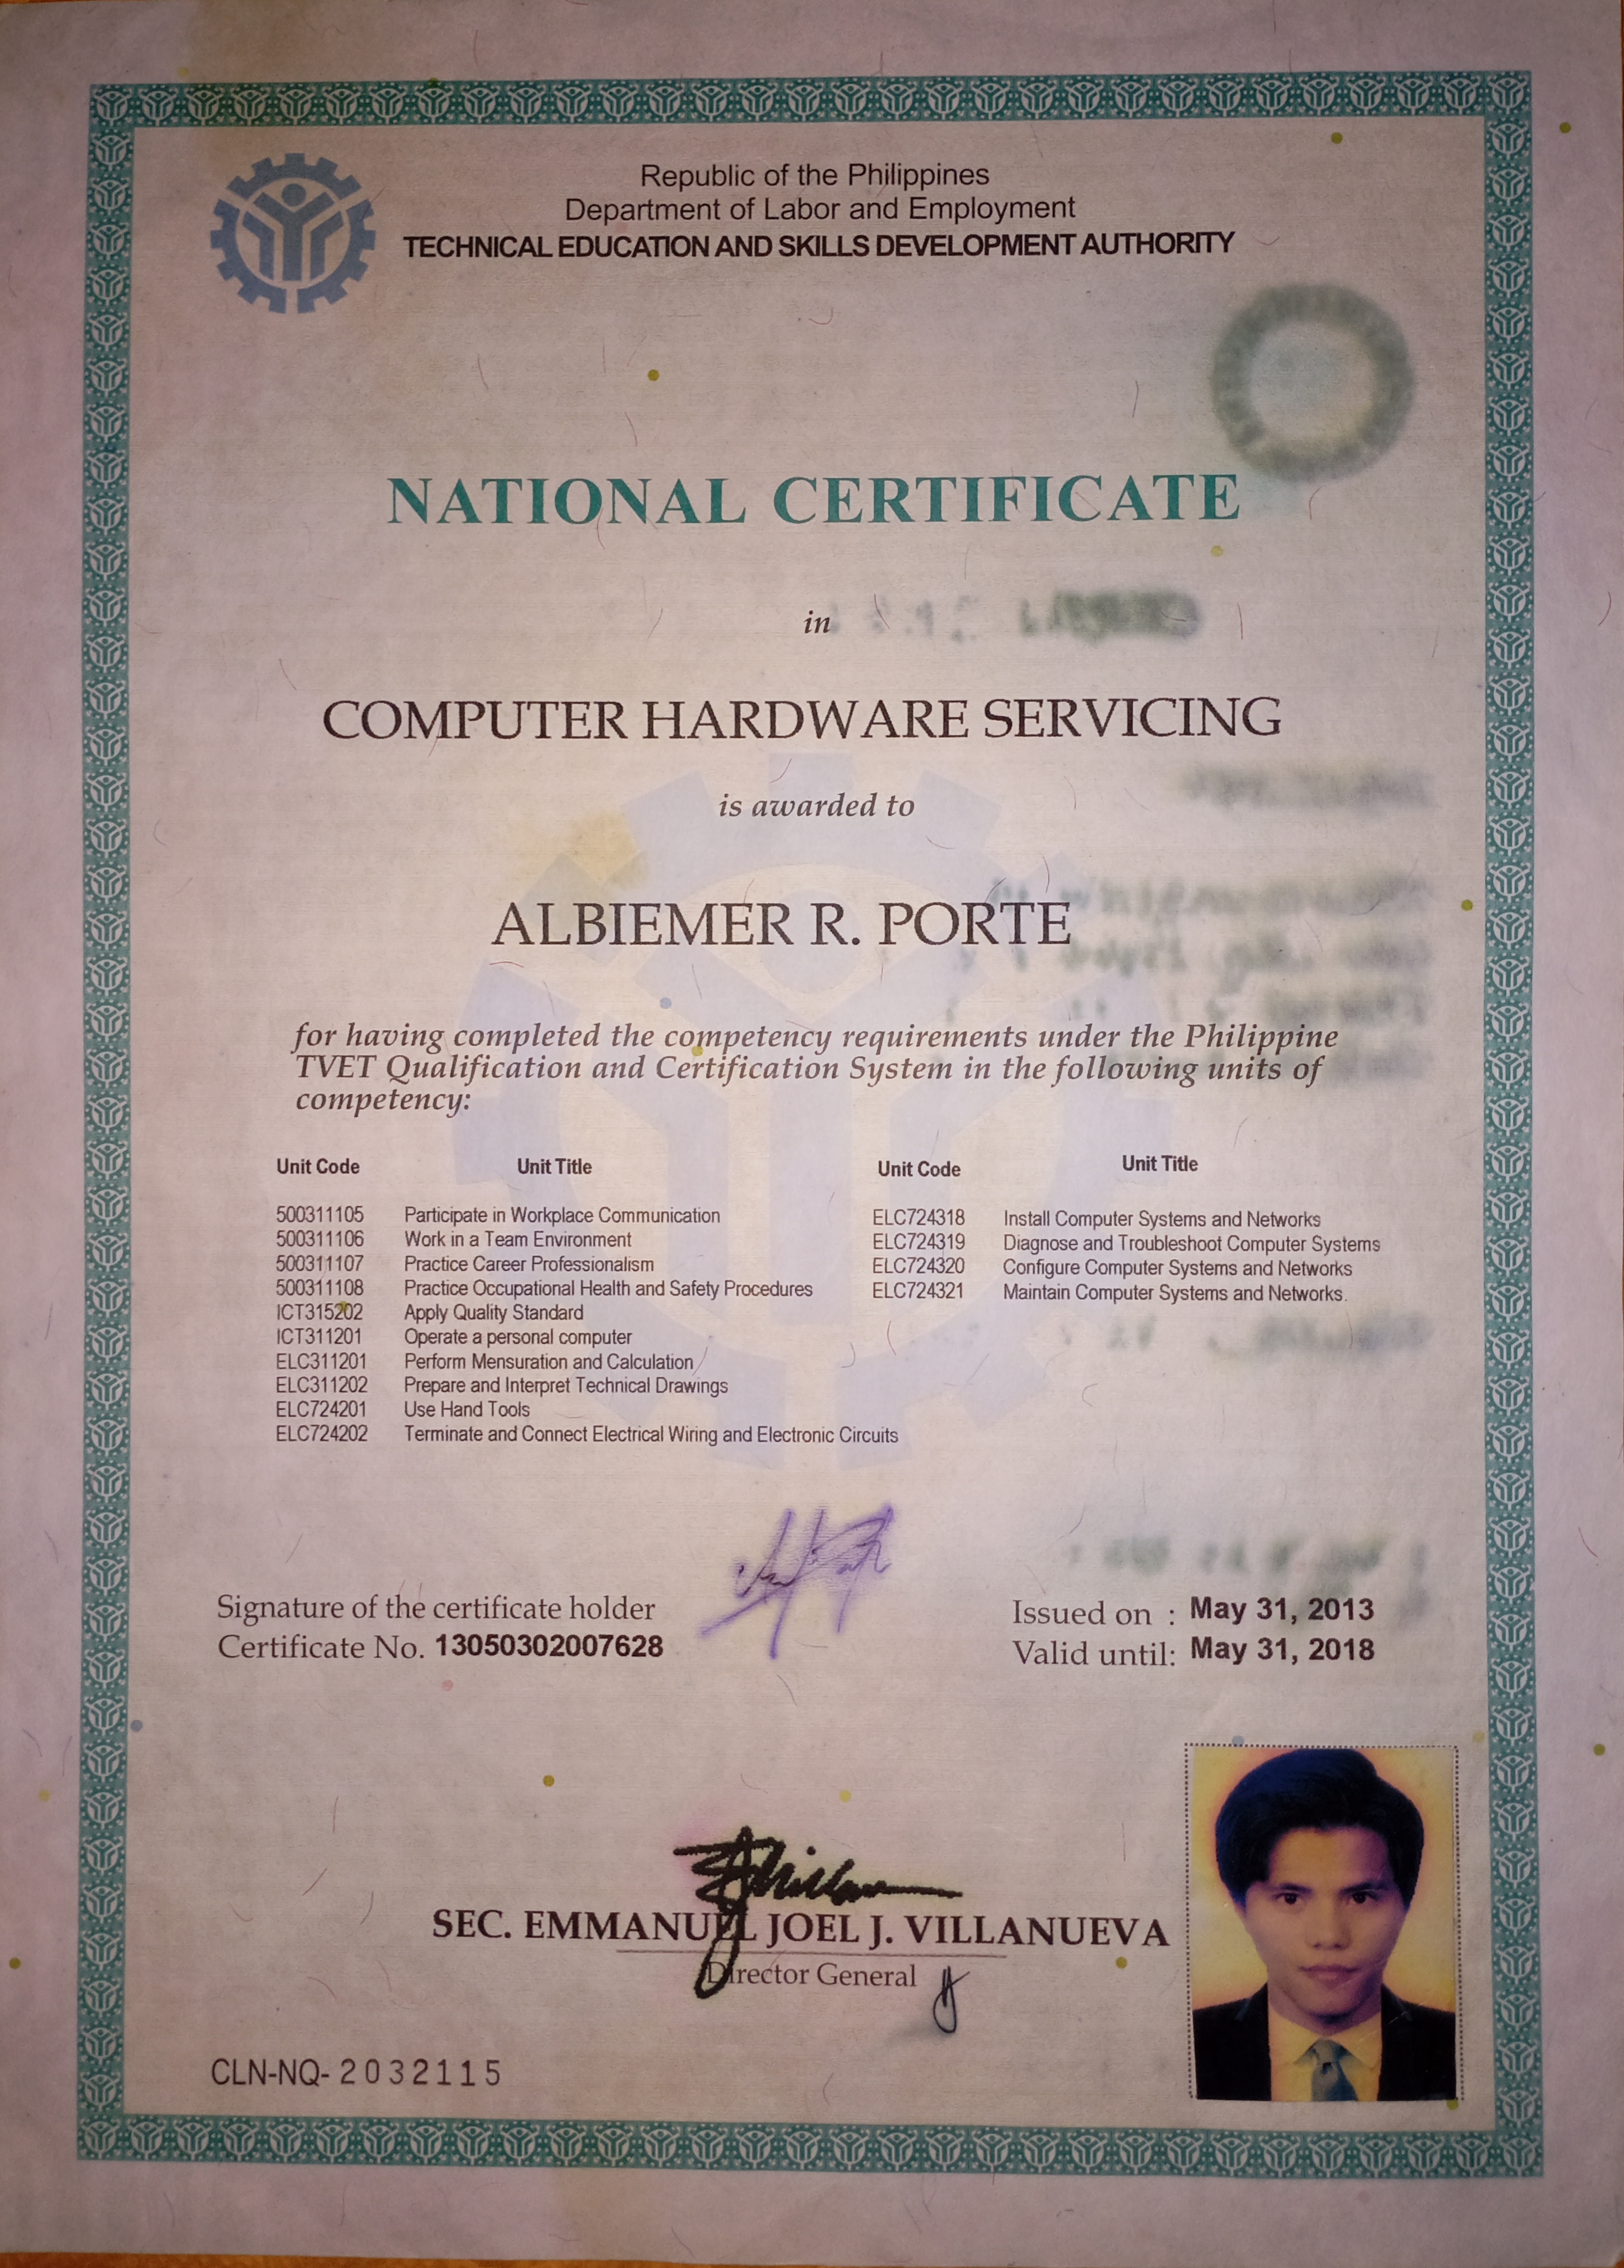 Republic of the Philippines
Department of Labor and Employment
TECHNICAL EDUCATION AND SKILLS DEVELOPMENT AUTHORITY
NATIONAL CERTIFICATE
in
COMPUTER HARDWARE SERVICING
is awarded to
ALBIEMER R. PORTE
for having completed the competency requirements under the Philippine
TVET Qualification and Certification System in the following units of
competency:
Unit Code Unit Title
500311105 Participate in Workplace Communication
500311106 Work in a Team Environment
500311107 Practice Career Professionalism
500311108 Practice Occupational Health and Safety Procedures
ICT315202 Apply Quality Standard
ICT311201 Operate a personal computer
ELC311201 Perform Mensuration and Calculation
ELC311202 Prepare and Interpret Technical Drawings
ELC724201 Use Hand Tools
ELC724202 Terminate and Connect Electrical Wiring and Electronic Circuits
Unit Code Unit Title
ELC724318 Install Computer Systems and Networks
ELC724319 Diagnose and Troubleshoot Computer Systems
ELC724320 Configure Computer Systems and Networks
ELC724321 Maintain Computer Systems and Networks.
Signature of the certificate holder
Certificate No. 13050302007628
Issued on : May 31, 2013
Valid until: May 31, 2018
SEC. EMMANUEL JOEL J. VILLANUEVA
Director General
CLN-NQ- 2032115